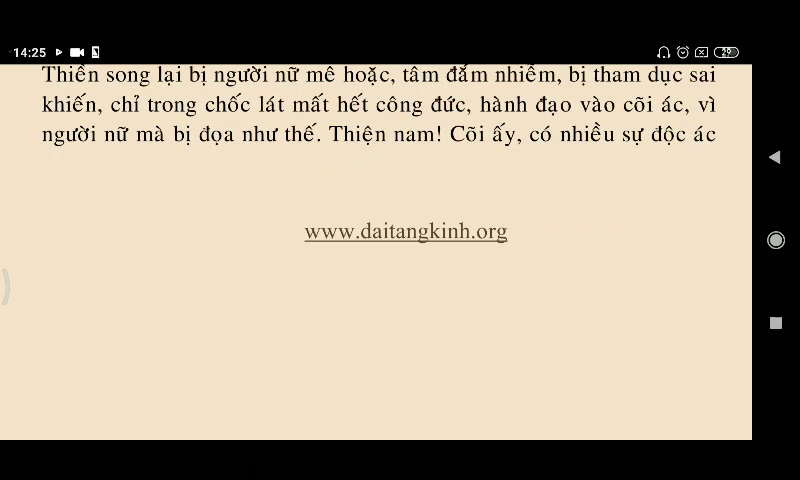 14:25
29
Thiền song lại bị người nữ mê hoặc, tâm đắm nhiễm, bị tham dục sai
khiến, chỉ trong chốc lát mất hết công đức, hành đạo vào cõi ác, vì
người nữ mà bị đọa như thế. Thiện nam! Cõi ấy, có nhiều sự độc ác
www.daitangkinh.org